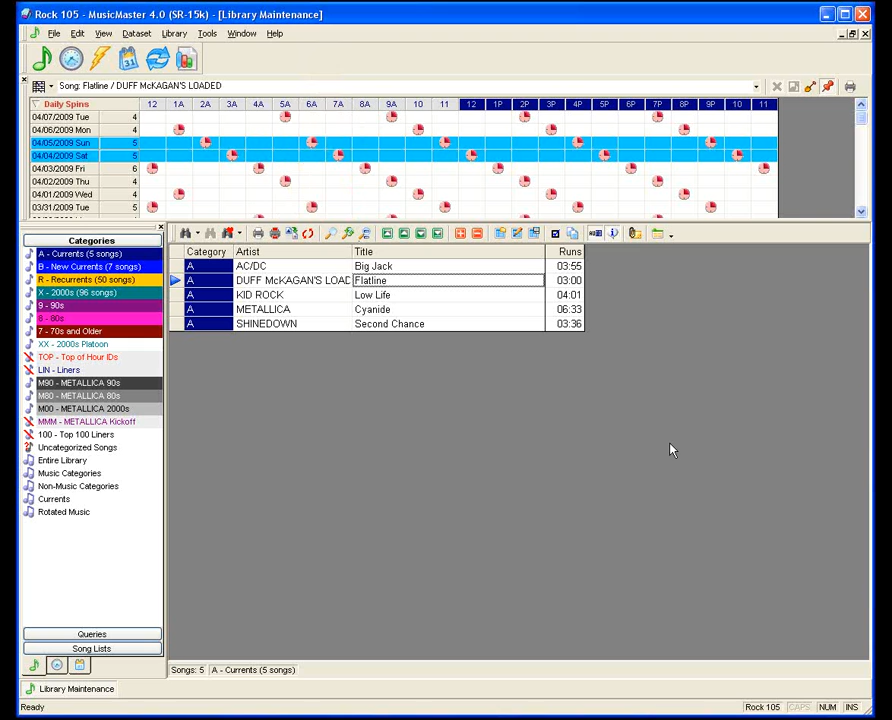 Rock 105 - MusicMaster 4.0 (SR-15k) - [Library Maintenance]
File Edit View Dataset Library Tools Window Help
Song: Flatline / DUFF McKAGAN'S LOADED
Daily Spins 12 1A 2A 3A 4A 5A 6A 7A 8A 9A 10 11 12 1P 2P 3P 4P 5P 6P 7P 8P 9P 10 11
04/07/2009 Tue 4
04/06/2009 Mon 4
04/05/2009 Sun 5
04/04/2009 Sat 5
04/03/2009 Fri 6
04/02/2009 Thu 4
04/01/2009 Wed 4
03/31/2009 Tue 5
Categories
A - Currents (5 songs)
B - New Currents (7 songs)
R - Recurrents (50 songs)
X - 2000s (96 songs)
9 - 90s
8 - 80s
7 - 70s and Older
XX - 2000s Platoon
TOP - Top of Hour IDs
LIN - Liners
M90 - METALLICA 90s
M80 - METALLICA 80s
M00 - METALLICA 2000s
MMM - METALLICA Kickoff
100 - Top 100 Liners
Uncategorized Songs
Entire Library
Music Categories
Non-Music Categories
Currents
Rotated Music
Queries
Song Lists
Category Artist Title Runs
A AC/DC Big Jack 03:55
A DUFF McKAGAN'S LOAD Flatline 03:00
A KID ROCK Low Life 04:01
A METALLICA Cyanide 06:33
A SHINEDOWN Second Chance 03:36
Songs: 5 A - Currents (5 songs)
Library Maintenance
Ready Rock 105 CAPS NUM INS